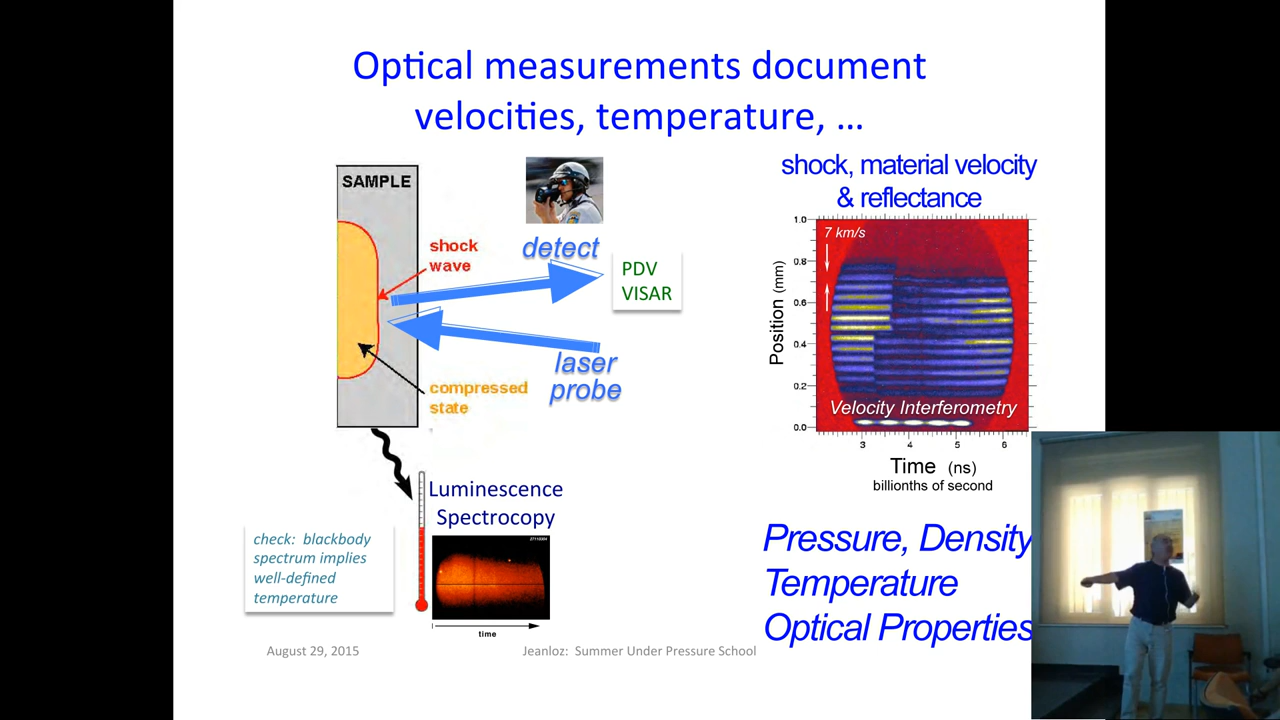 Optical measurements document
velocities, temperature, ...
SAMPLE
shock
wave
compressed
state
detect
PDV
VISAR
laser
probe
shock, material velocity
& reflectance
1.0
0.8
0.6
0.4
0.2
0.0
Position (mm)
7 km/s
Velocity Interferometry
3
4
5
6
Time (ns)
billionths of second
Luminescence
Spectrocopy
time
check: blackbody
spectrum implies
well-defined
temperature
Pressure, Density
Temperature
Optical Properties
August 29, 2015
Jeanloz: Summer Under Pressure School